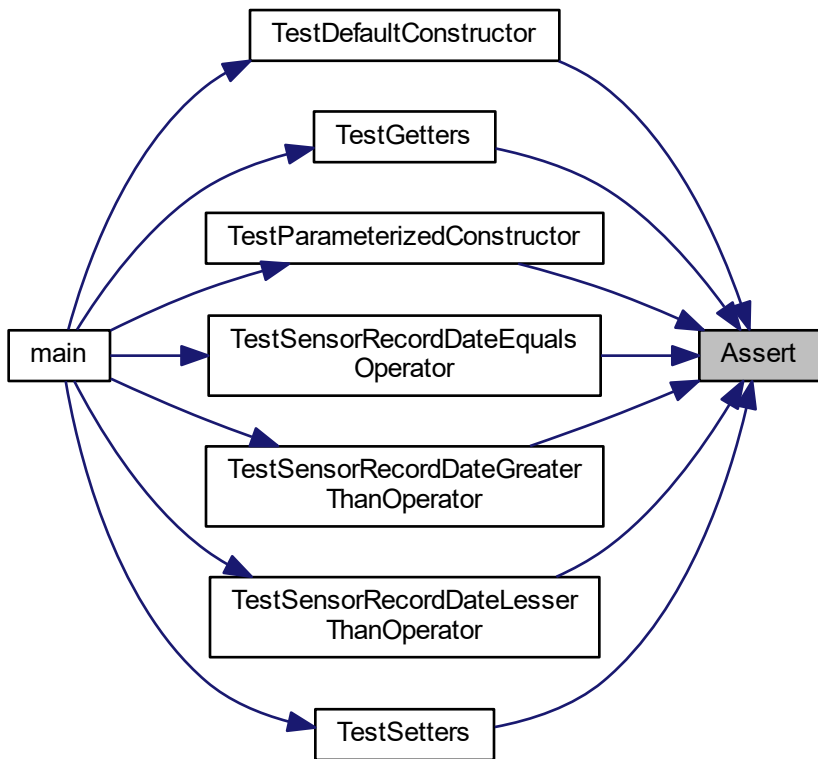 TestDefaultConstructor
TestGetters
TestParameterizedConstructor
main
TestSensorRecordDateEquals
Operator
Assert
TestSensorRecordDateGreater
ThanOperator
TestSensorRecordDateLesser
ThanOperator
TestSetters